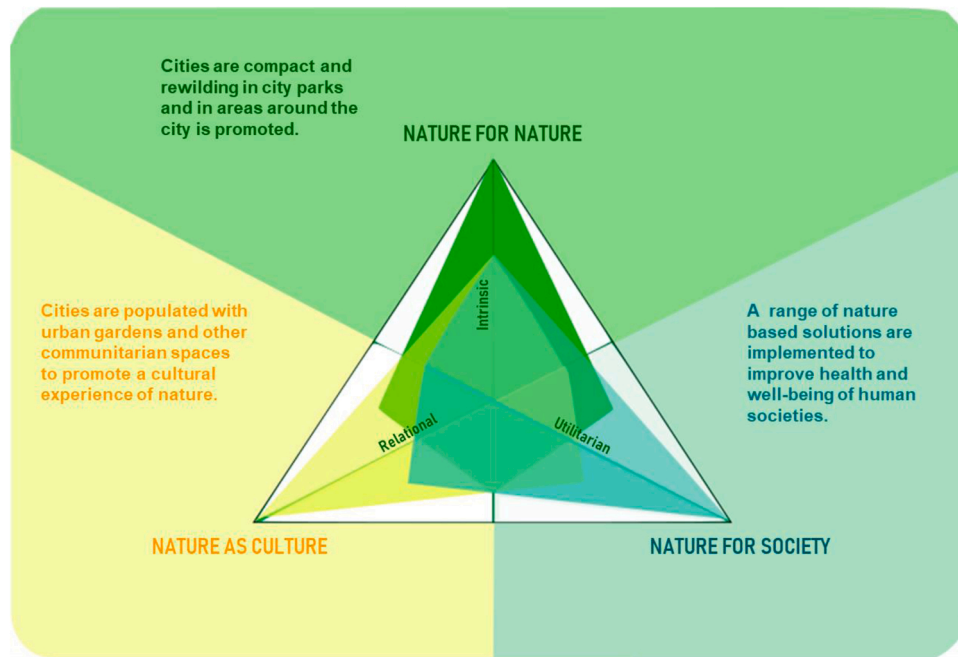 Cities are compact and
rewilding in city parks
and in areas around the
city is promoted.
NATURE FOR NATURE
Intrinsic
Cities are populated with
urban gardens and other
communitarian spaces
to promote a cultural
experience of nature.
A range of nature
based solutions are
implemented to
improve health and
well-being of human
societies.
Relational
Utilitarian
NATURE AS CULTURE
NATURE FOR SOCIETY